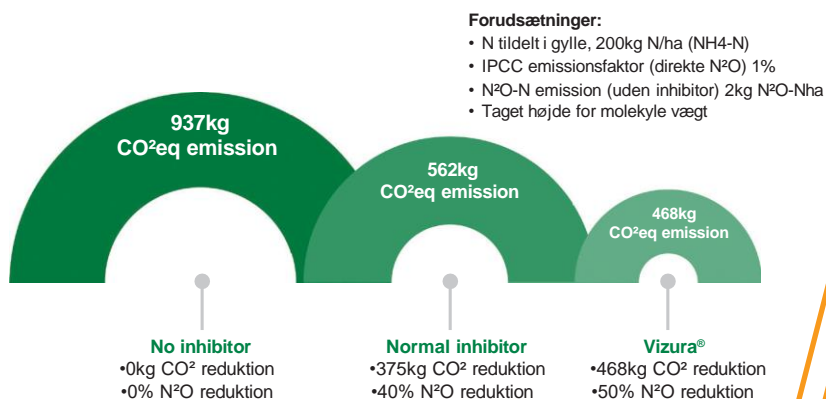 Forudsætninger:
• N tildelt i gylle, 200kg N/ha (NH4-N)
• IPCC emissionsfaktor (direkte N²O) 1%
• N²O-N emission (uden inhibitor) 2kg N²O-Nha
• Taget højde for molekyle vægt
937kg
CO²eq emission
562kg
CO²eq emission
468kg
CO²eq emission
No inhibitor
•0kg CO² reduktion
•0% N²O reduktion
Normal inhibitor
•375kg CO² reduktion
•40% N²O reduktion
Vizura®
•468kg CO² reduktion
•50% N²O reduktion